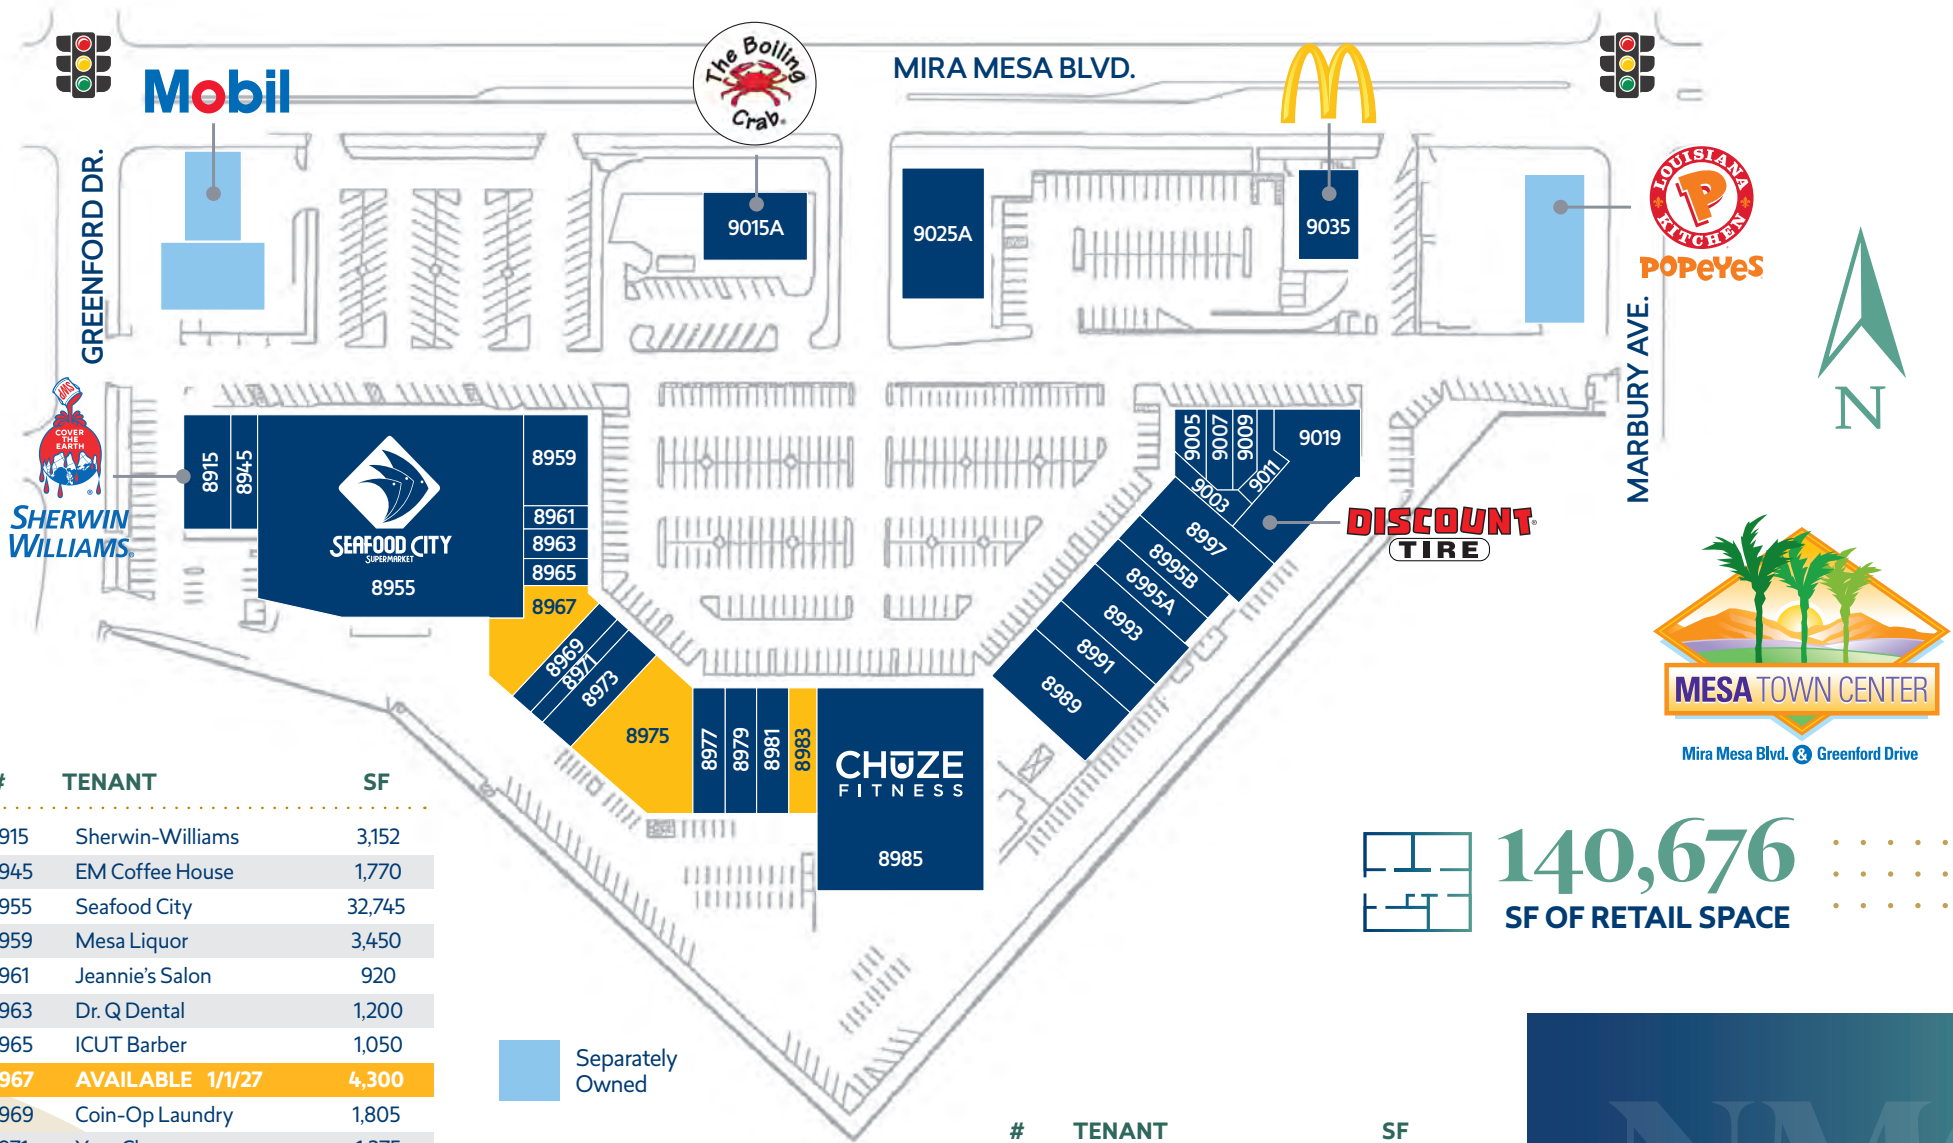 MIRA MESA BLVD.
Mobil
The Boiling
Crab®
GREENFORD DR.
MARBURY AVE.
LOUISIANA
KITCHEN
POPEYES
9015A
9025A
9035
N
SWP
COVER
THE
EARTH
SHERWIN
WILLIAMS®
8915
8945
SEAFOOD CITY
SUPERMARKET
8955
8959
8961
8963
8965
8967
8969
8971
8973
8975
8977
8979
8981
8983
CHUZE
FITNESS
8985
8989
8991
8993
8995A
8995B
8997
9003
9005
9007
9009
9011
9019
DISCOUNT
TIRE
MESA TOWN CENTER
Mira Mesa Blvd. & Greenford Drive
140,676
SF OF RETAIL SPACE
Separately
Owned
# TENANT SF
915 Sherwin-Williams 3,152
945 EM Coffee House 1,770
955 Seafood City 32,745
959 Mesa Liquor 3,450
961 Jeannie's Salon 920
963 Dr. Q Dental 1,200
965 ICUT Barber 1,050
967 AVAILABLE 1/1/27 4,300
969 Coin-Op Laundry 1,805
# TENANT SF